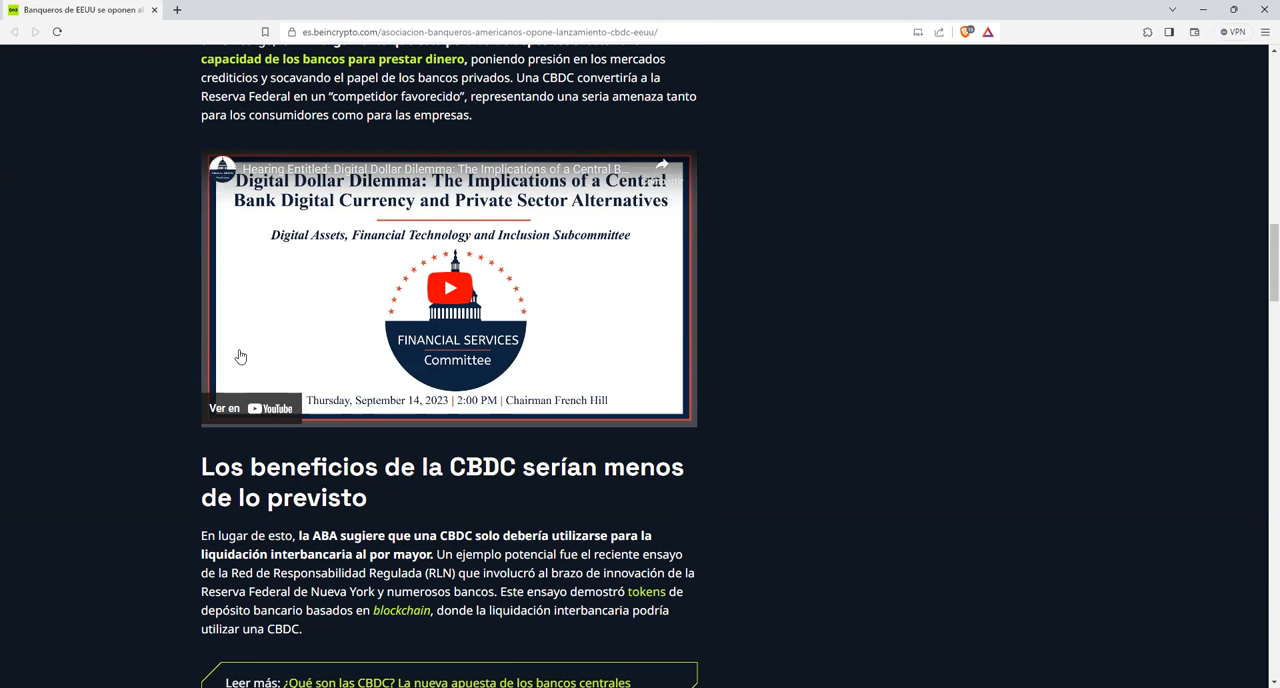 Banqueros de EEUU se oponen al
es.beincrypto.com/asociacion-banqueros-americanos-opone-lanzamiento-cbdc-eeuu/
VPN
capacidad de los bancos para prestar dinero, poniendo presión en los mercados
crediticios y socavando el papel de los bancos privados. Una CBDC convertiría a la
Reserva Federal en un “competidor favorecido”, representando una seria amenaza tanto
para los consumidores como para las empresas.
Hearing Entitled: Digital Dollar Dilemma: The Implications of a Central B...
Digital Dollar Dilemma: The Implications of a Central
Bank Digital Currency and Private Sector Alternatives
Digital Assets, Financial Technology and Inclusion Subcommittee
FINANCIAL SERVICES
Committee
Thursday, September 14, 2023 | 2:00 PM | Chairman French Hill
Ver en YouTube
Los beneficios de la CBDC serían menos
de lo previsto
En lugar de esto, la ABA sugiere que una CBDC solo debería utilizarse para la
liquidación interbancaria al por mayor. Un ejemplo potencial fue el reciente ensayo
de la Red de Responsabilidad Regulada (RLN) que involucró al brazo de innovación de la
Reserva Federal de Nueva York y numerosos bancos. Este ensayo demostró tokens de
depósito bancario basados en blockchain, donde la liquidación interbancaria podría
utilizar una CBDC.
Leer más: ¿Qué son las CBDC? La nueva apuesta de los bancos centrales